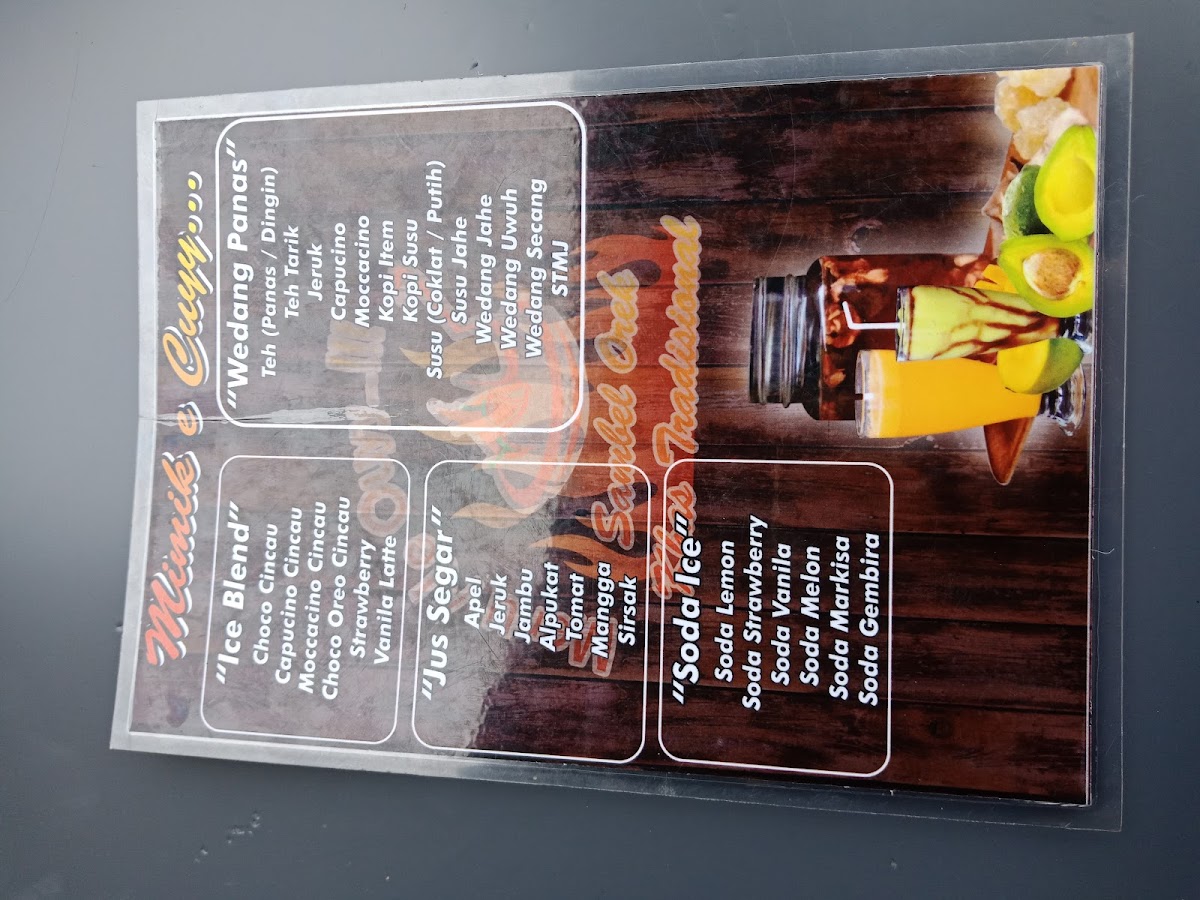 Mimik e Cuyy...
"Ice Blend"
Choco Cincau
Capucino Cincau
Moccacino Cincau
Choco Oreo Cincau
Strawberry
Vanila Latte
"Jus Segar"
Apel
Jeruk
Jambu
Alpukat
Tomat
Mangga
Sirsak
"Soda Ice"
Soda Lemon
Soda Strawberry
Soda Vanila
Soda Melon
Soda Markisa
Soda Gembira
"Wedang Panas"
Teh (Panas / Dingin)
Teh Tarik
Jeruk
Capucino
Moccacino
Kopi Item
Kopi Susu
Susu (Coklat / Putih)
Susu Jahe
Wedang Jahe
Wedang Uwuh
Wedang Secang
STMJ
Sambel Orek
Khas Tradisional